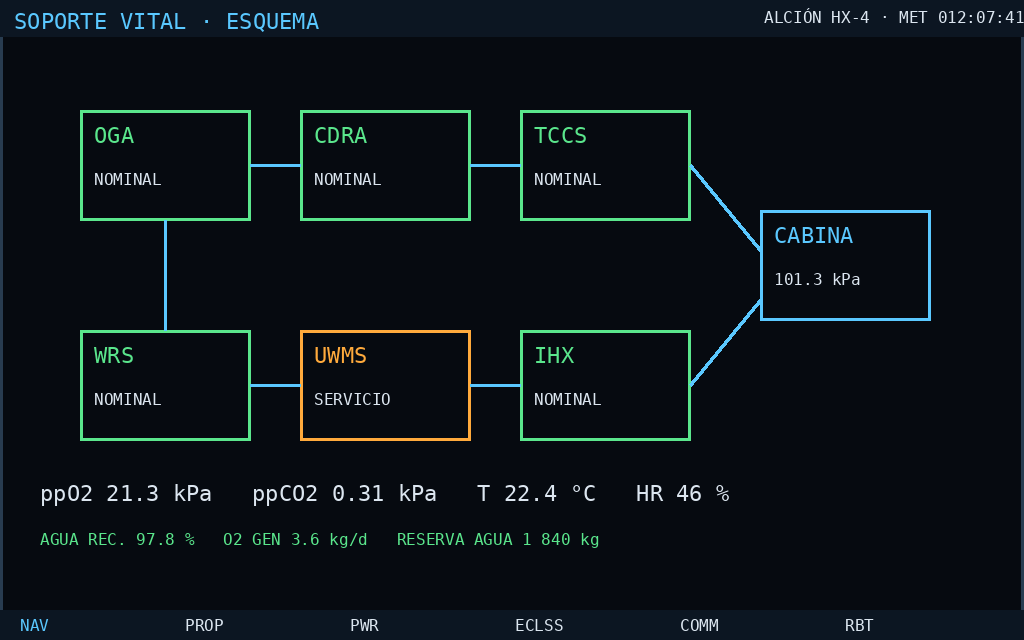 SOPORTE VITAL · ESQUEMA
ALCIÓN HX-4 · MET 012:07:41
OGA
NOMINAL
CDRA
NOMINAL
TCCS
NOMINAL
CABINA
101.3 kPa
WRS
NOMINAL
UWMS
SERVICIO
IHX
NOMINAL
ppO2 21.3 kPa   ppCO2 0.31 kPa   T 22.4 °C   HR 46 %
AGUA REC. 97.8 %   O2 GEN 3.6 kg/d   RESERVA AGUA 1 840 kg
NAV   PROP   PWR   ECLSS   COMM   RBT